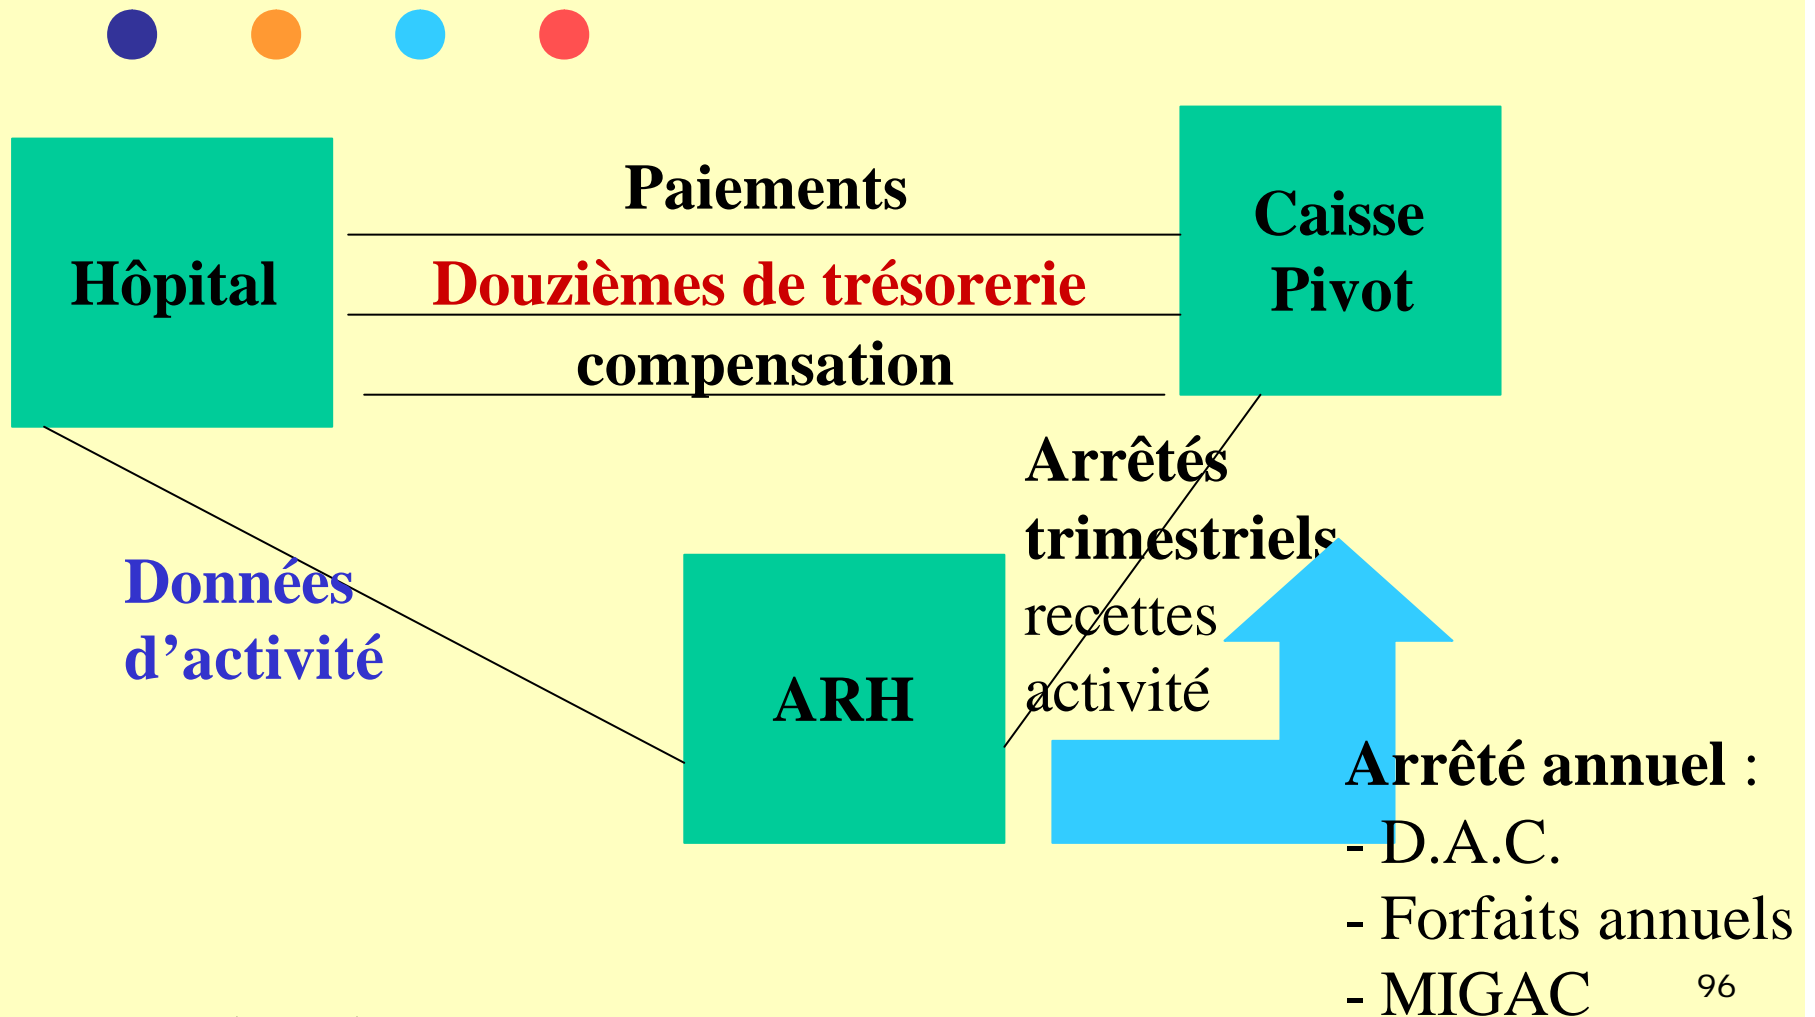 Paiements
Caisse
Pivot
Hôpital
Douzièmes de trésorerie
compensation
Arrêtés
trimestriels
recettes
activité
Données
d’activité
ARH
Arrêté annuel :
- D.A.C.
- Forfaits annuels
- MIGAC
96